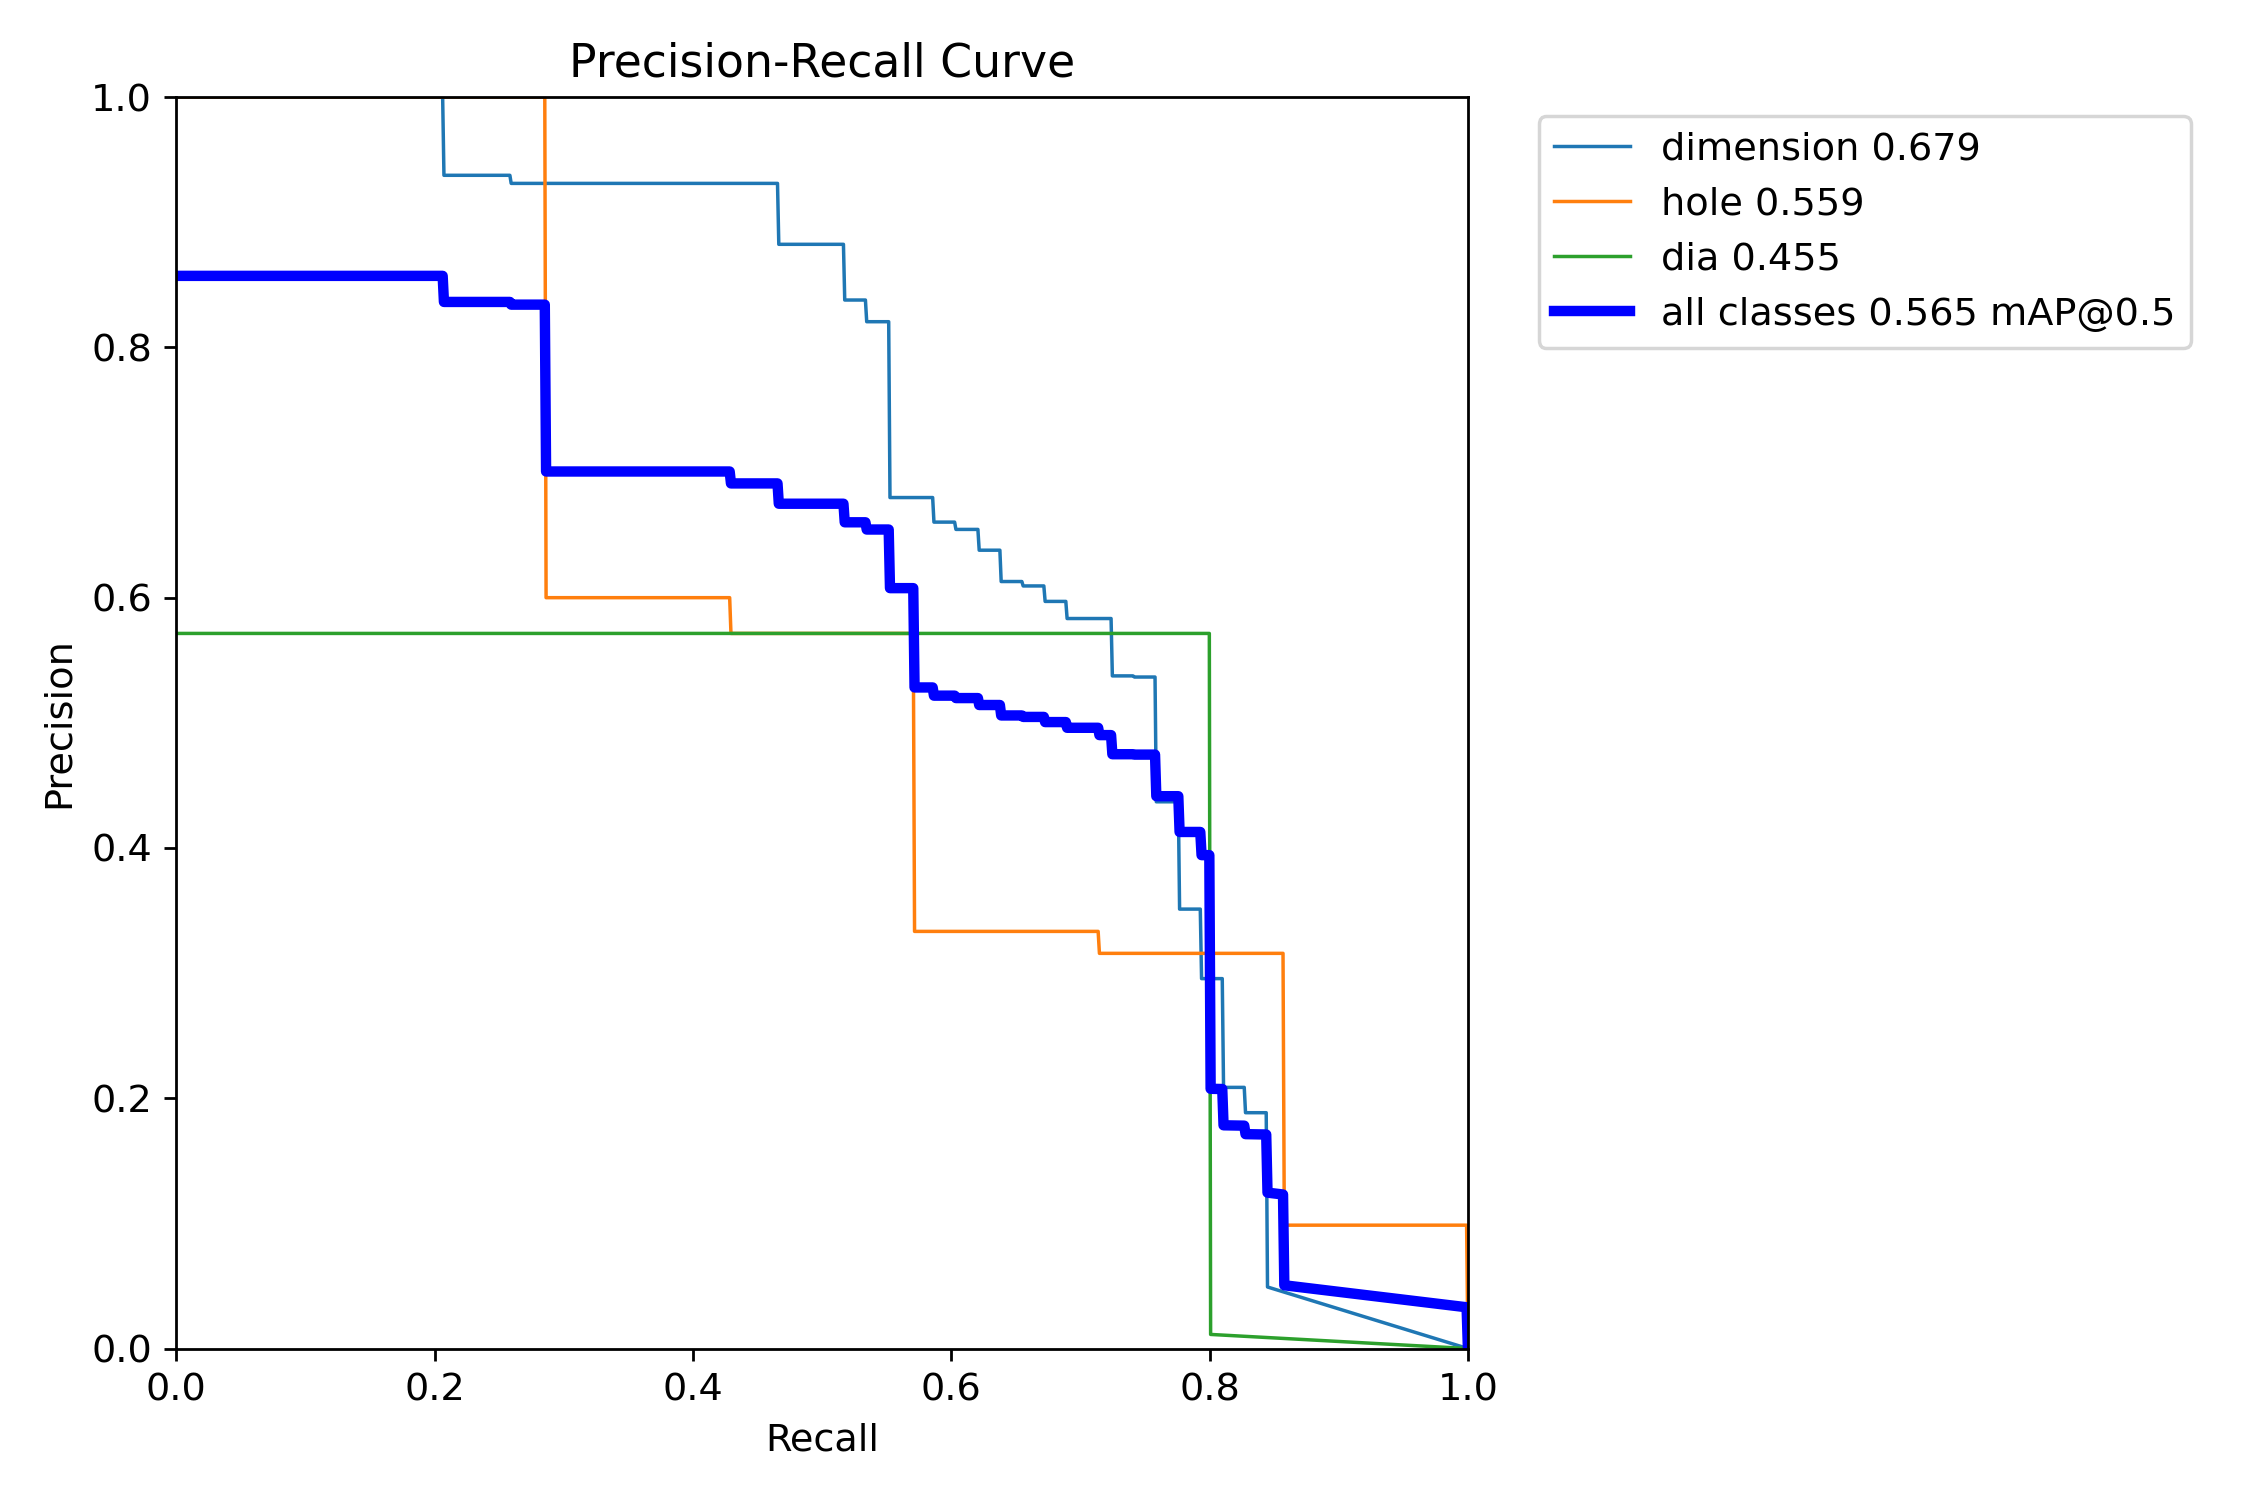 Precision-Recall Curve
1.0
0.8
0.6
0.4
0.2
0.0
Precision
0.0 0.2 0.4 0.6 0.8 1.0
Recall
dimension 0.679
hole 0.559
dia 0.455
all classes 0.565 mAP@0.5